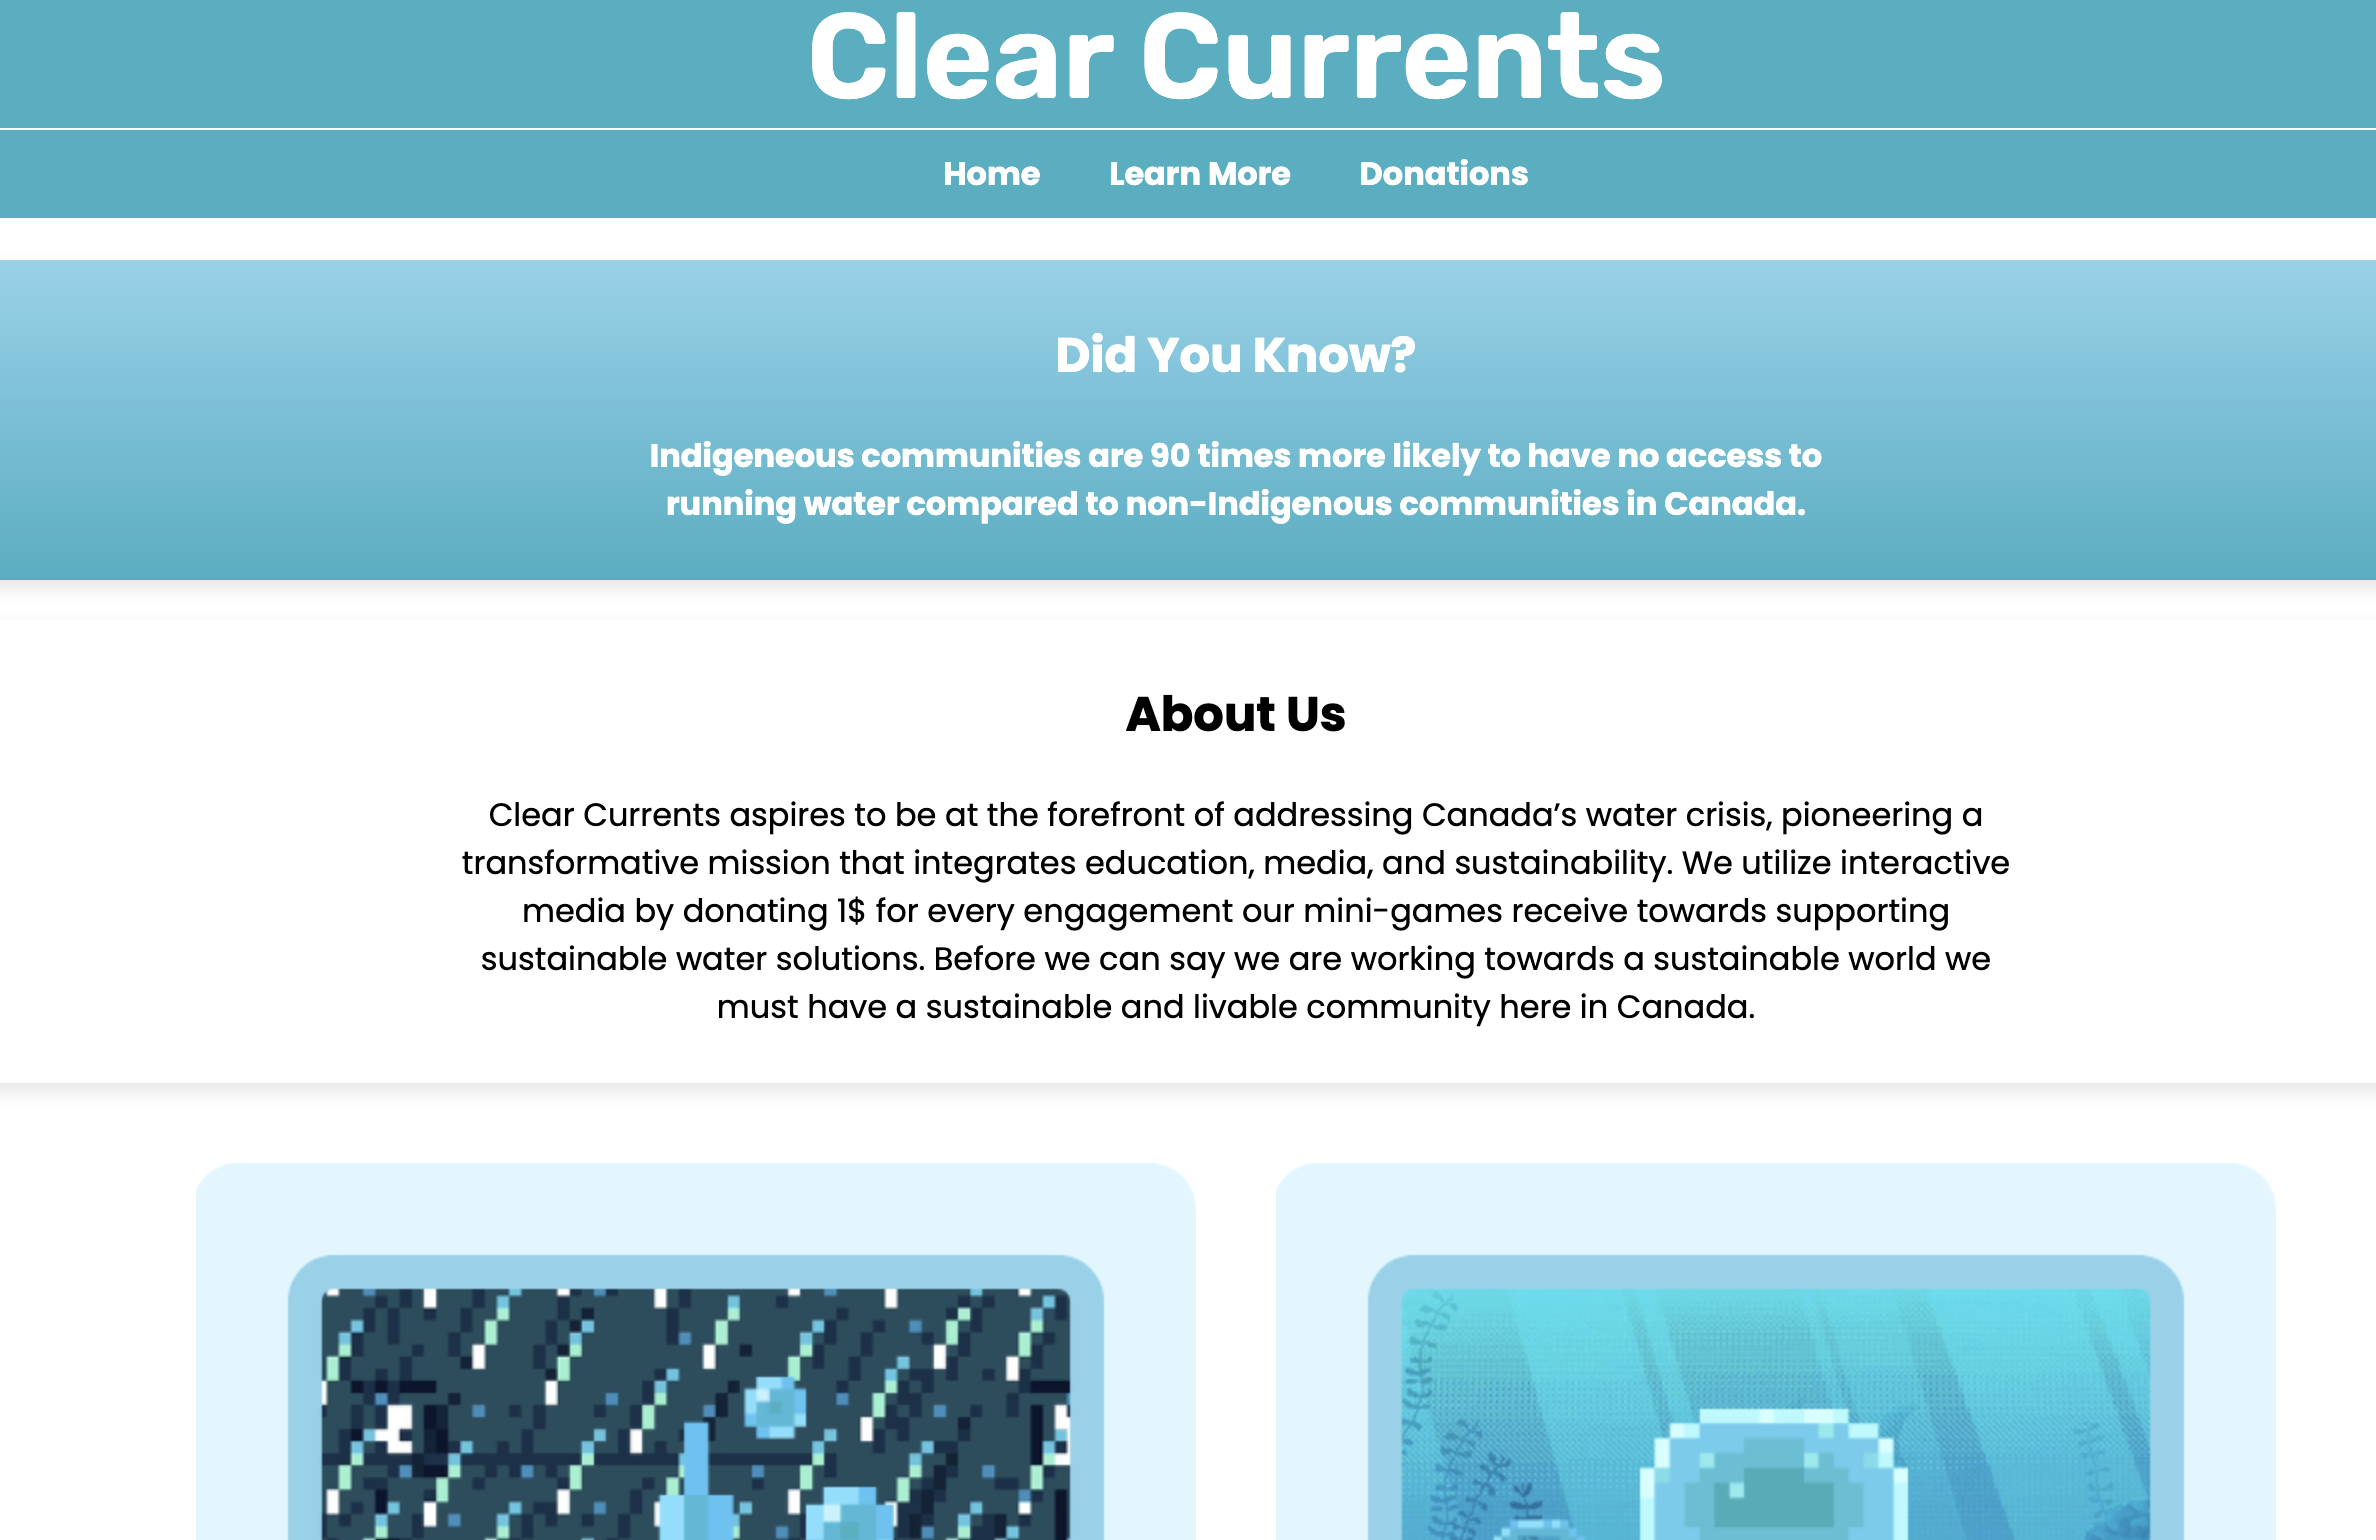 Clear Currents
Home Learn More Donations
Did You Know?
Indigeneous communities are 90 times more likely to have no access to
running water compared to non-Indigenous communities in Canada.
About Us
Clear Currents aspires to be at the forefront of addressing Canada’s water crisis, pioneering a
transformative mission that integrates education, media, and sustainability. We utilize interactive
media by donating 1$ for every engagement our mini-games receive towards supporting
sustainable water solutions. Before we can say we are working towards a sustainable world we
must have a sustainable and livable community here in Canada.